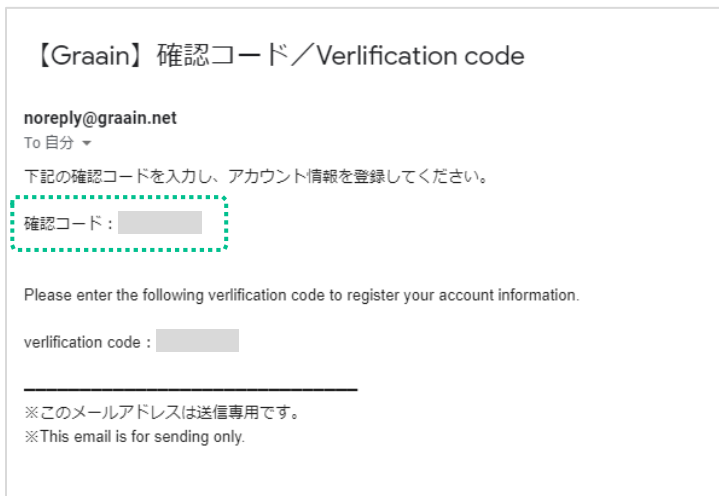 【Graain】確認コード／Verlification code
noreply@graain.net
To 自分
下記の確認コードを入力し、アカウント情報を登録してください。
確認コード：
Please enter the following verlification code to register your account information.
verlification code：
※このメールアドレスは送信専用です。
※This email is for sending only.